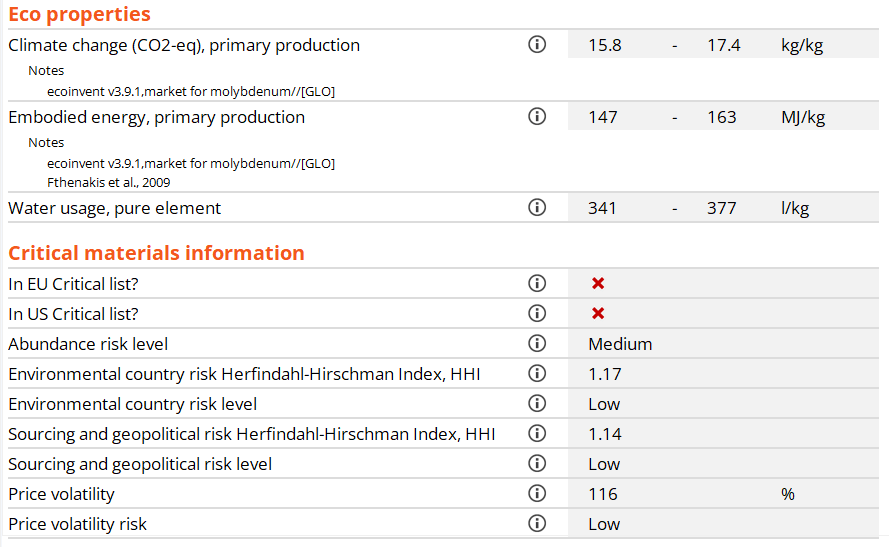 Eco properties
Climate change (CO2-eq), primary production 15.8 - 17.4 kg/kg
Notes
ecoinvent v3.9.1,market for molybdenum//[GLO]
Embodied energy, primary production 147 - 163 MJ/kg
Notes
ecoinvent v3.9.1,market for molybdenum//[GLO]
Fthenakis et al., 2009
Water usage, pure element 341 - 377 l/kg
Critical materials information
In EU Critical list?
In US Critical list?
Abundance risk level Medium
Environmental country risk Herfindahl-Hirschman Index, HHI 1.17
Environmental country risk level Low
Sourcing and geopolitical risk Herfindahl-Hirschman Index, HHI 1.14
Sourcing and geopolitical risk level Low
Price volatility 116 %
Price volatility risk Low